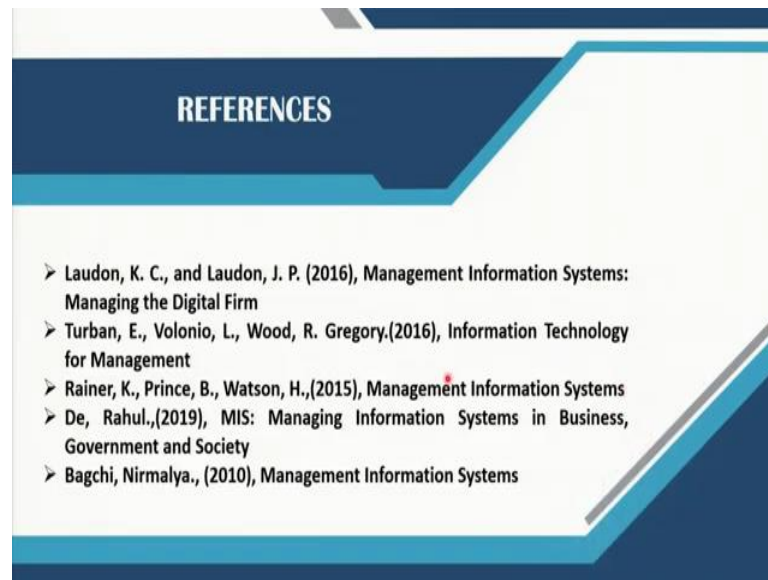 REFERENCES
➢ Laudon, K. C., and Laudon, J. P. (2016), Management Information Systems:
Managing the Digital Firm
➢ Turban, E., Volonio, L., Wood, R. Gregory.(2016), Information Technology
for Management
➢ Rainer, K., Prince, B., Watson, H.,(2015), Management Information Systems
➢ De, Rahul.,(2019), MIS: Managing Information Systems in Business,
Government and Society
➢ Bagchi, Nirmalya., (2010), Management Information Systems